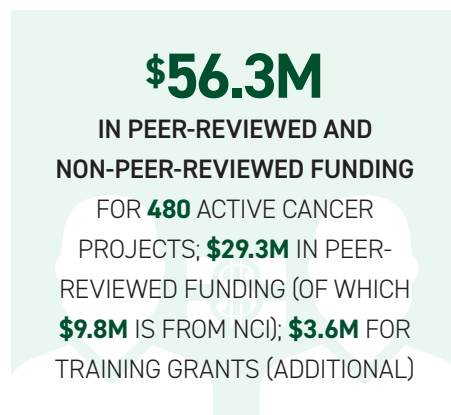 $56.3M
IN PEER-REVIEWED AND
NON-PEER-REVIEWED FUNDING
FOR 480 ACTIVE CANCER
PROJECTS; $29.3M IN PEER-
REVIEWED FUNDING (OF WHICH
$9.8M IS FROM NCI); $3.6M FOR
TRAINING GRANTS (ADDITIONAL)